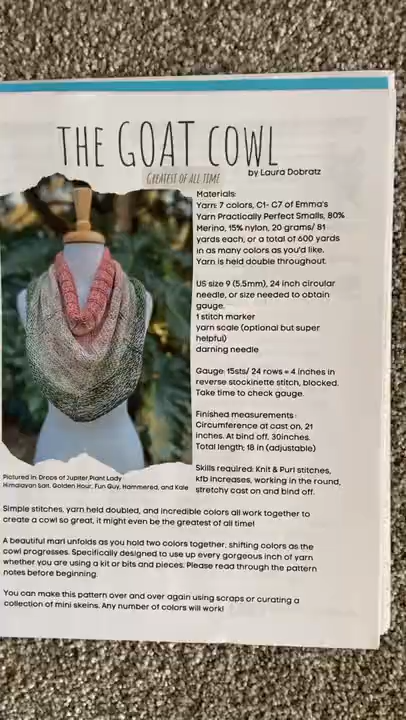 THE GOAT COWL
GREATEST OF ALL TIME
by Laura Dobratz
Materials:
Yarn: 7 colors, C1- C7 of Emma's
Yarn Practically Perfect Smalls, 80%
Merino, 15% nylon, 20 grams/ 81
yards each, or a total of 600 yards
in as many colors as you'd like.
Yarn is held double throughout.
US size 9 (5.5mm), 24 inch circular
needle, or size needed to obtain
gauge.
1 stitch marker
yarn scale (optional but super
helpful)
darning needle
Gauge: 15sts/ 24 rows = 4 inches in
reverse stockinette stitch, blocked.
Take time to check gauge.
Finished measurements :
Circumference at cast on, 21
inches. At bind off, 30inches.
Total length; 18 in (adjustable)
Skills required: Knit & Purl stitches,
kfb increases, working in the round,
stretchy cast on and bind off.
Pictured in Drops of Jupiter, Plant Lady
Himalayan Salt, Golden Hour, Fun Guy, Hammered, and Kale
Simple stitches, yarn held doubled, and incredible colors all work together to
create a cowl so great, it might even be the greatest of all time!
A beautiful marl unfolds as you hold two colors together, shifting colors as the
cowl progresses. Specifically designed to use up every gorgeous inch of yarn
whether you are using a kit or bits and pieces. Please read through the pattern
notes before beginning.
You can make this pattern over and over again using scraps or curating a
collection of mini skeins. Any number of colors will work!